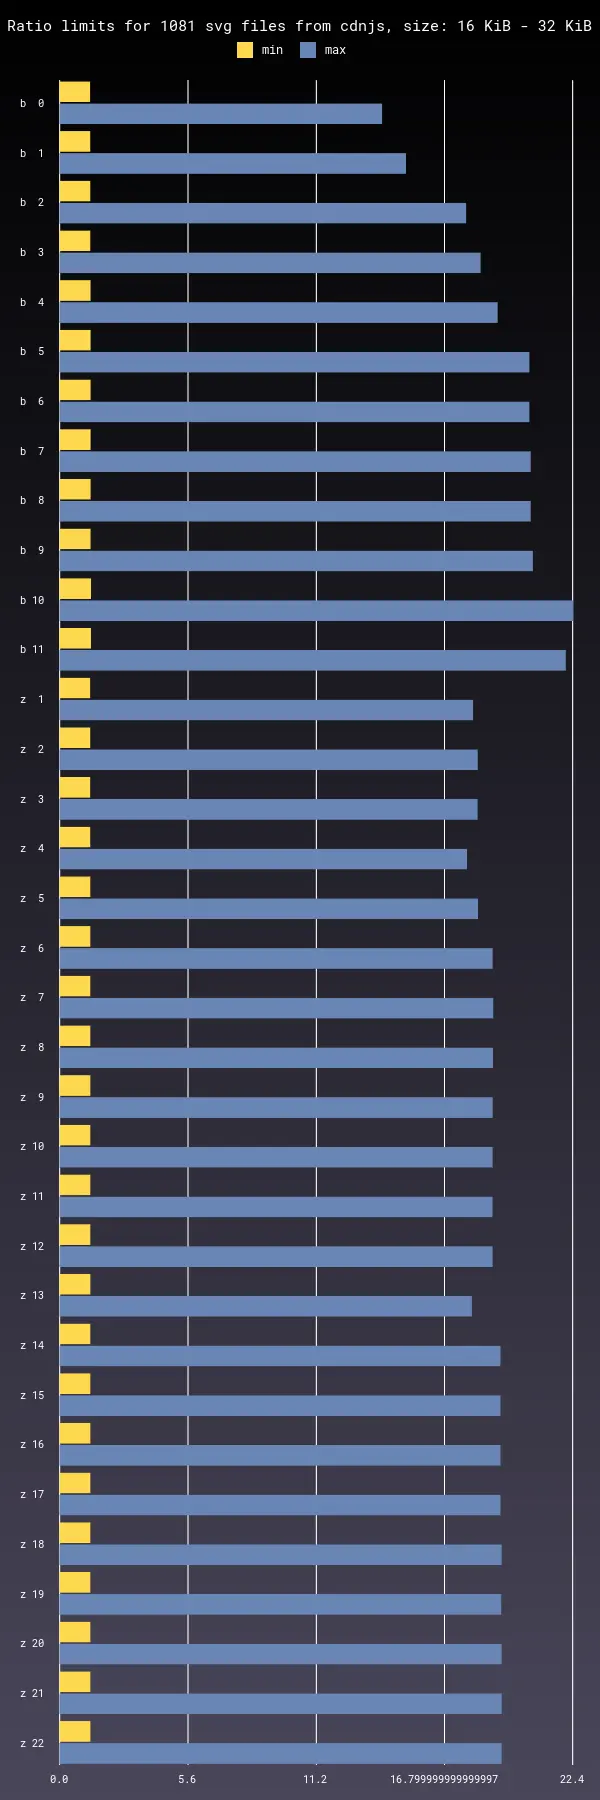 Ratio limits for 1081 svg files from cdnjs, size: 16 KiB - 32 KiB
min max
b 0
b 1
b 2
b 3
b 4
b 5
b 6
b 7
b 8
b 9
b 10
b 11
z 1
z 2
z 3
z 4
z 5
z 6
z 7
z 8
z 9
z 10
z 11
z 12
z 13
z 14
z 15
z 16
z 17
z 18
z 19
z 20
z 21
z 22
0.0 5.6 11.2 16.799999999999997 22.4